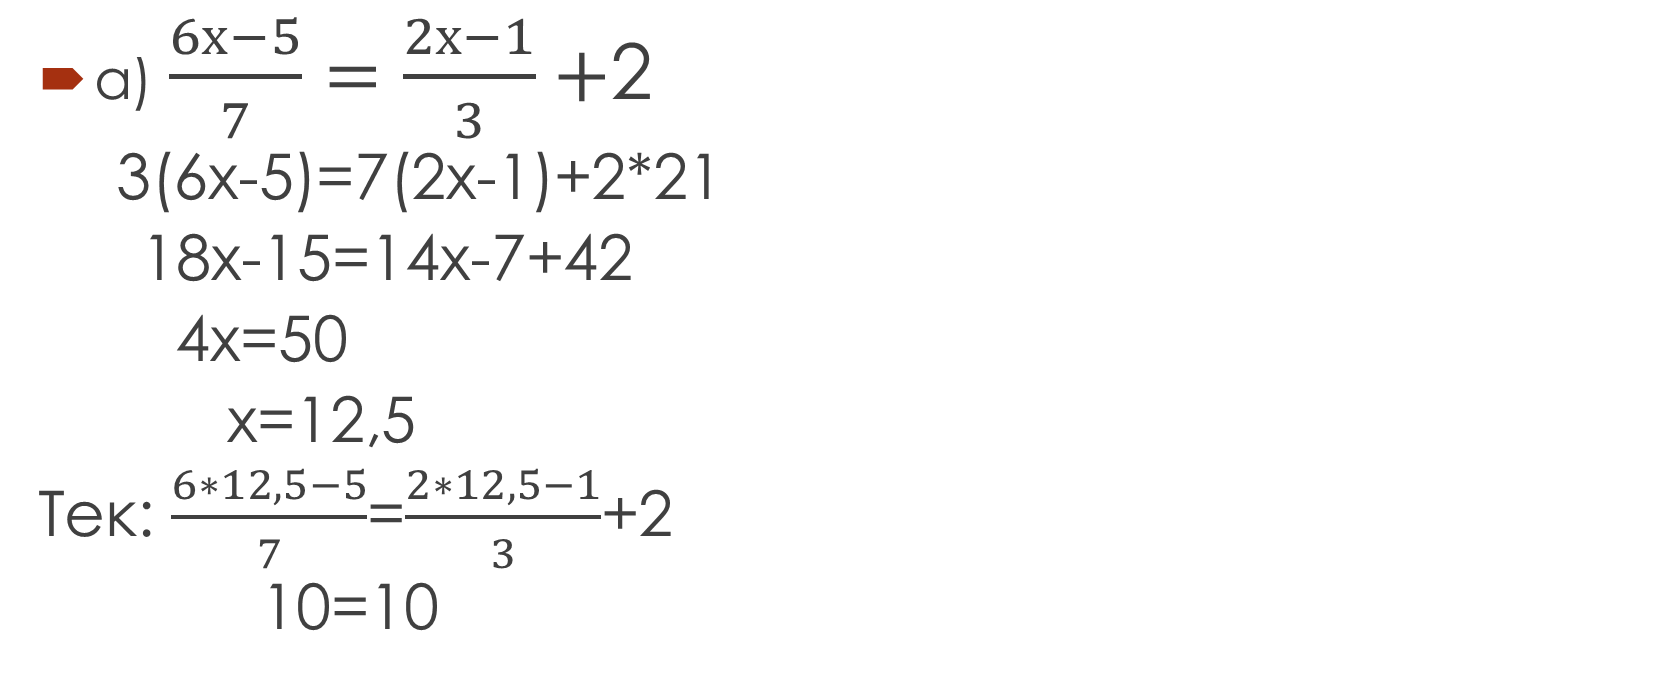 а) (6x−5)/7 = (2x−1)/3 +2
3(6x-5)=7(2x-1)+2*21
18x-15=14x-7+42
4x=50
x=12,5
Тек: (6∗12,5−5)/7=(2∗12,5−1)/3+2
10=10